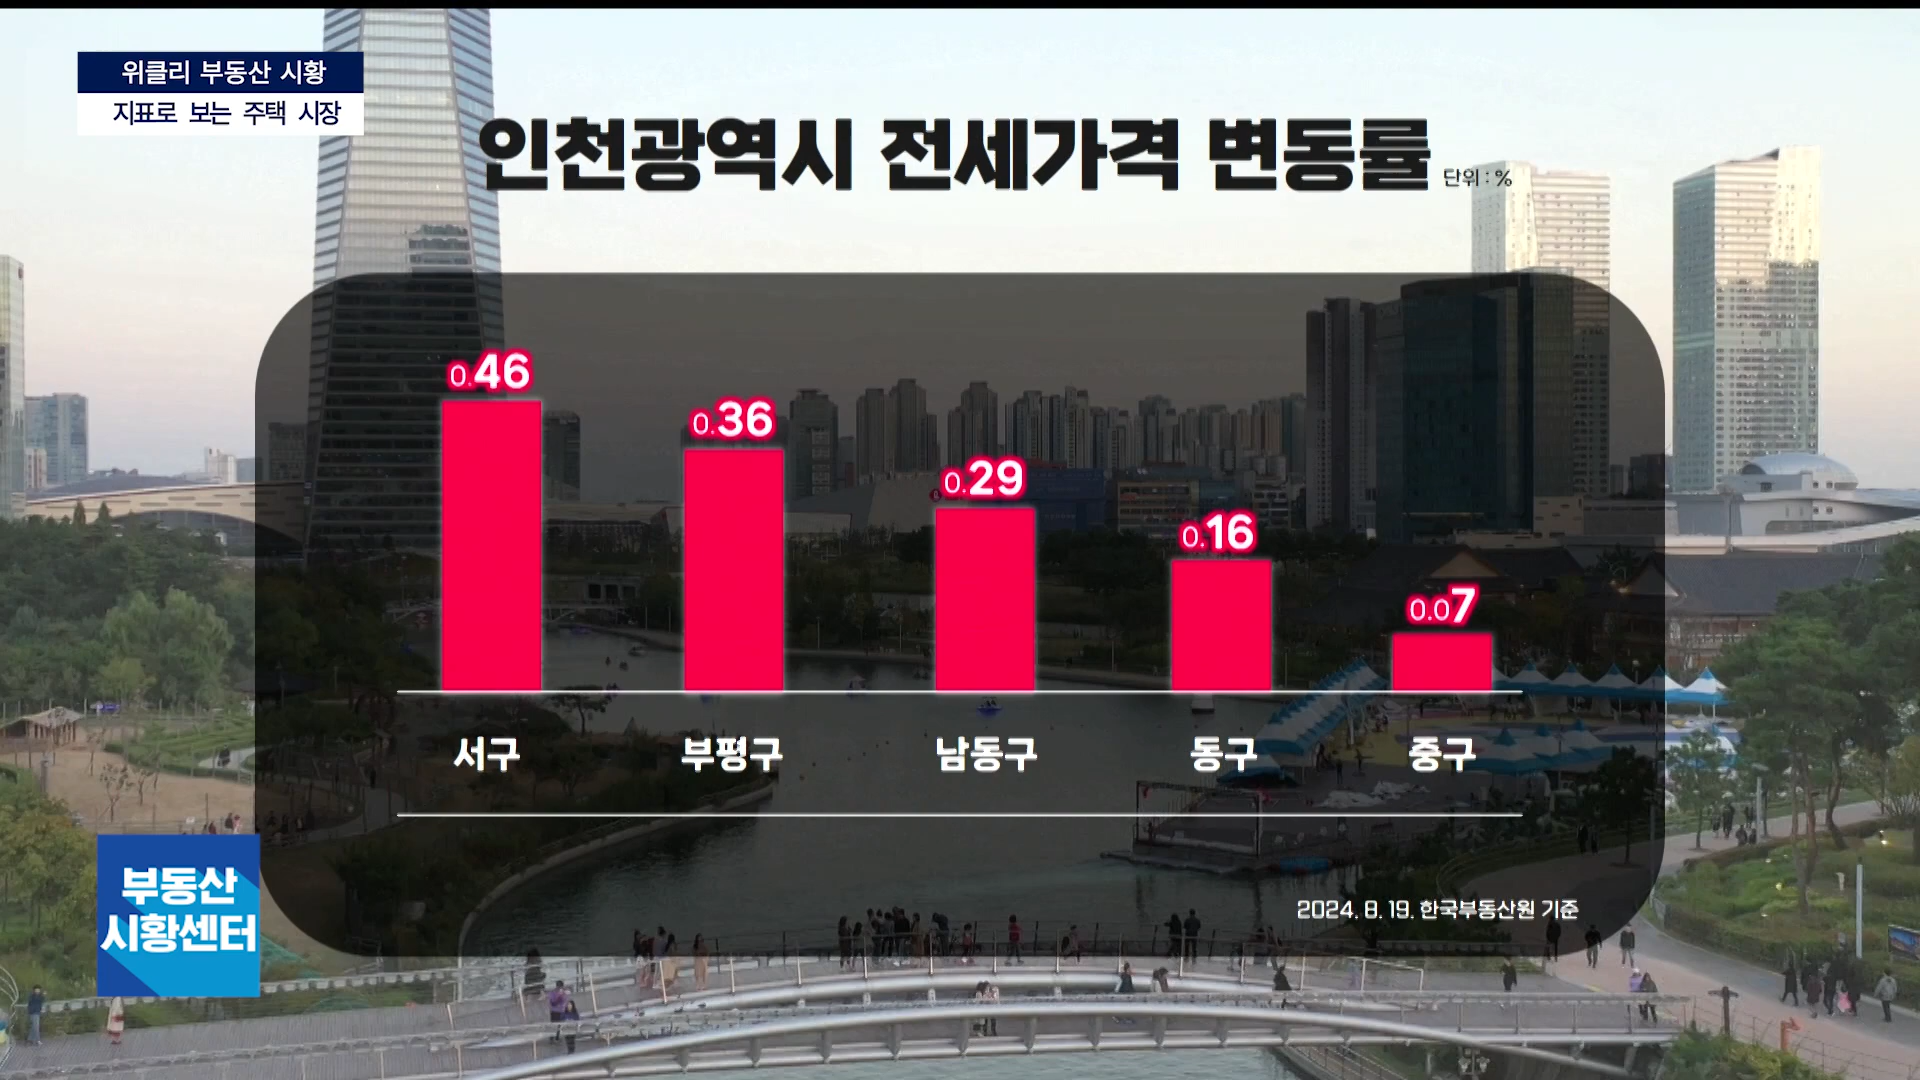 위클리 부동산 시황
지표로 보는 주택 시장
인천광역시 전세가격 변동률 단위 : %
0.46
0.36
0.29
0.16
0.07
서구 부평구 남동구 동구 중구
2024. 8. 19. 한국부동산원 기준
부동산
시황센터